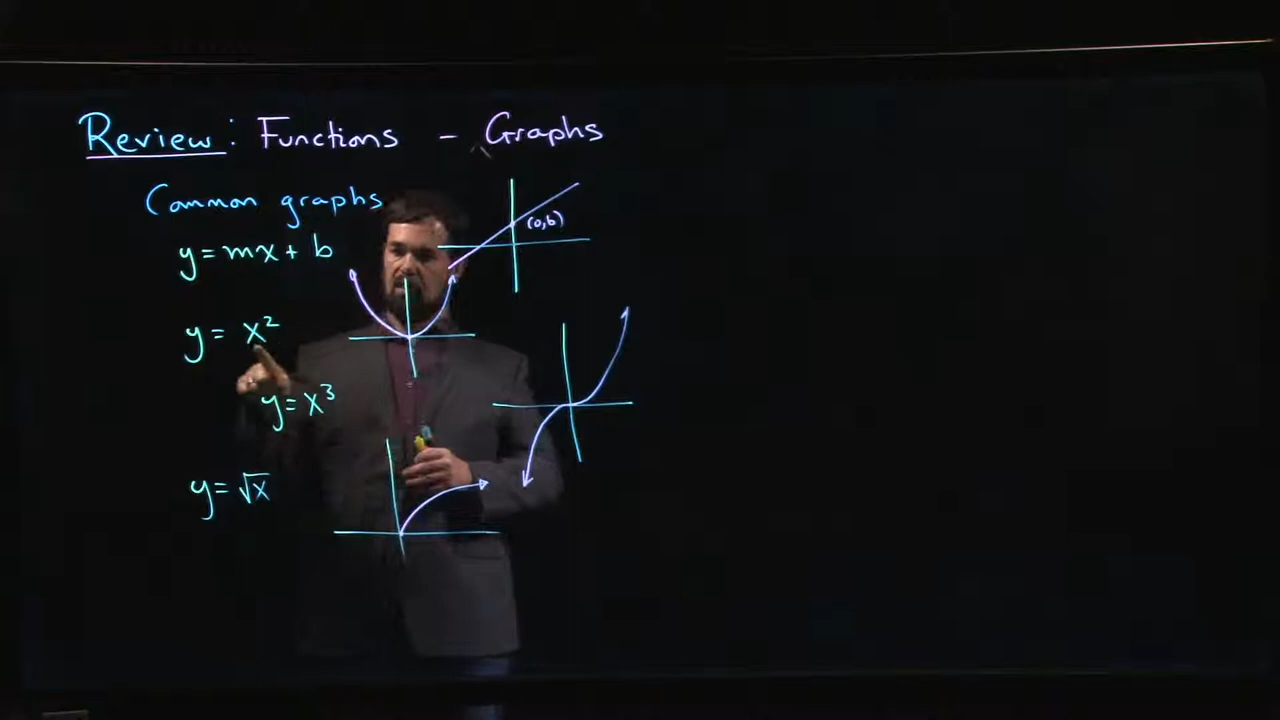 Review: Functions - Graphs
Common graphs
y = mx + b
(0,b)
y = x²
y = x³
y = √x